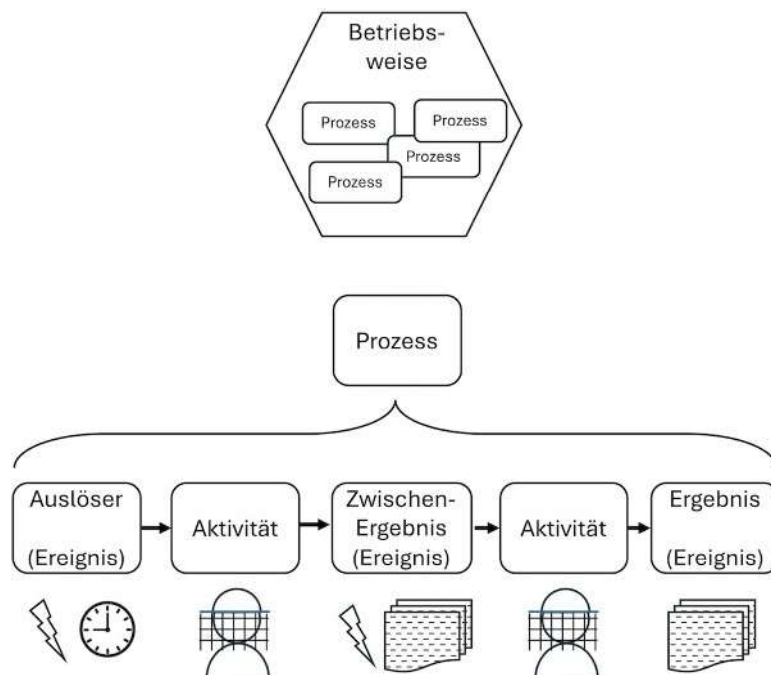 Betriebs-
weise
Prozess
Prozess
Prozess
Prozess
Prozess
Auslöser
(Ereignis)
Aktivität
Zwischen-
Ergebnis
(Ereignis)
Aktivität
Ergebnis
(Ereignis)